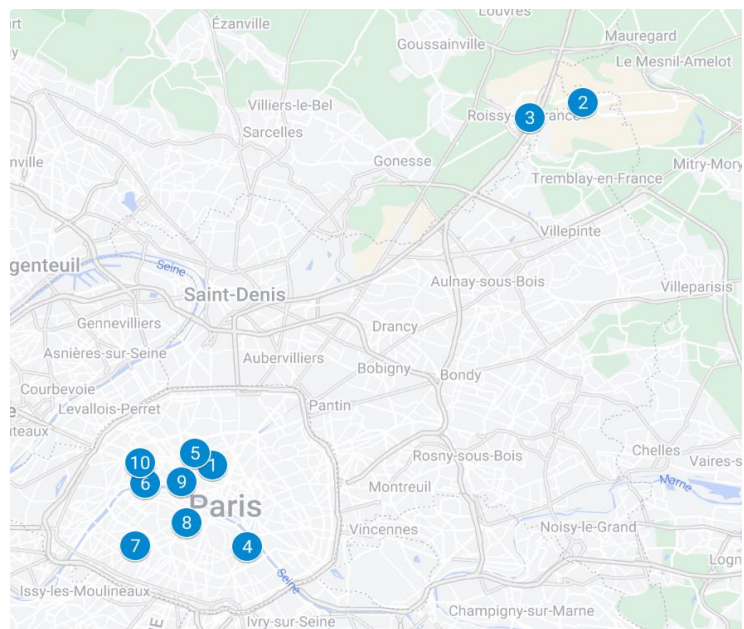 Louvres
Ézanville
Mauregard
Goussainville
Le Mesnil-Amelot
2
Villiers-le-Bel
3
Sarcelles
Gonesse
Mitry-Mory
Tremblay-en-France
Villepinte
genteuil
Seine
Aulnay-sous-Bois
Villeparisis
Saint-Denis
Gennevilliers
Drancy
Asnières-sur-Seine
Aubervilliers
Bobigny
Bondy
Courbevoie
Levallois-Perret
Pantin
uteaux
5
Rosny-sous-Bois
Chelles
Vaires-s
10
1
6
9
Montreuil
Marne
Paris
8
Vincennes
Noisy-le-Grand
7
4
Logn
Seine
Issy-les-Moulineaux
Champigny-sur-Marne
Ivry-sur-Seine